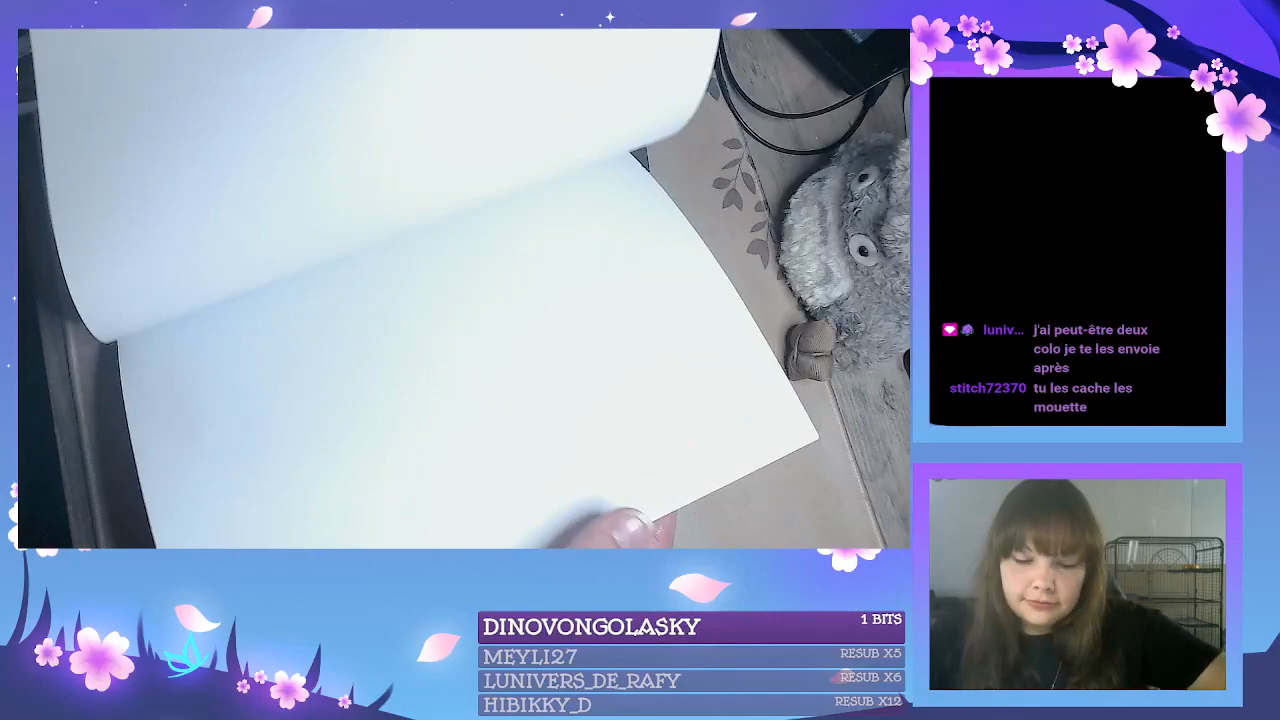 luniv... j'ai peut-être deux
colo je te les envoie
après
stitch72370 tu les cache les
mouette
DINOVONGOLASKY 1 BITS
MEYLI27 RESUB X5
LUNIVERS_DE_RAFY RESUB X6
HIBIKKY_D RESUB X12